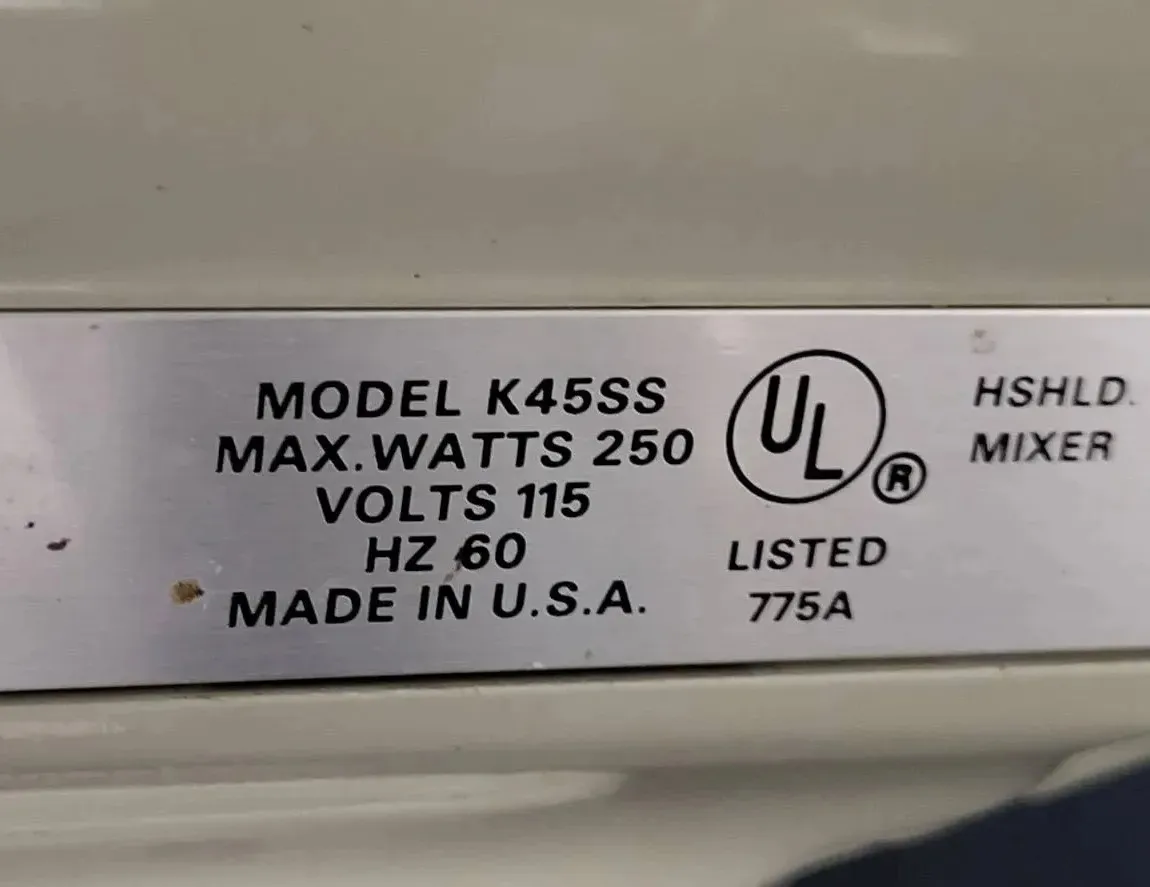 MODEL K45SS
MAX. WATTS 250
VOLTS 115
HZ 60
MADE IN U.S.A.
UL
®
LISTED
775A
HSHLD.
MIXER